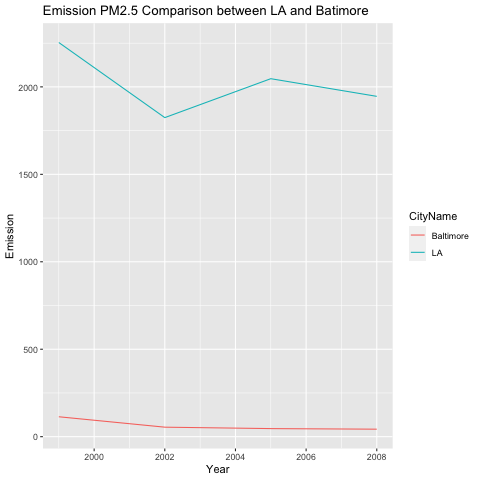 Emission PM2.5 Comparison between LA and Batimore
2000
1500
1000
500
0
Emission
2000
2002
2004
2006
2008
Year
CityName
Baltimore
LA